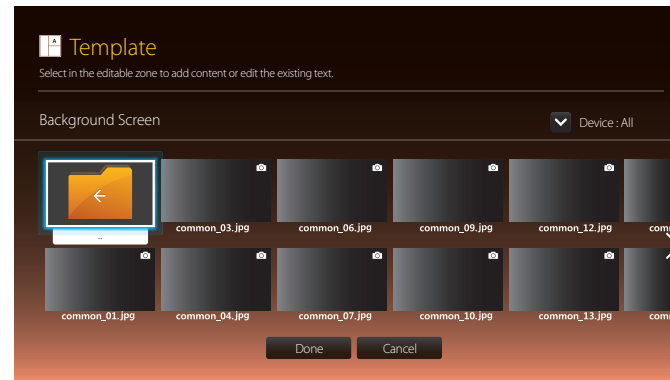 A
Template
Select in the editable zone to add content or edit the existing text.
Background Screen
Device : All
common_03.jpg common_06.jpg common_09.jpg common_12.jpg com
..
common_01.jpg common_04.jpg common_07.jpg common_10.jpg common_13.jpg com
Done Cancel